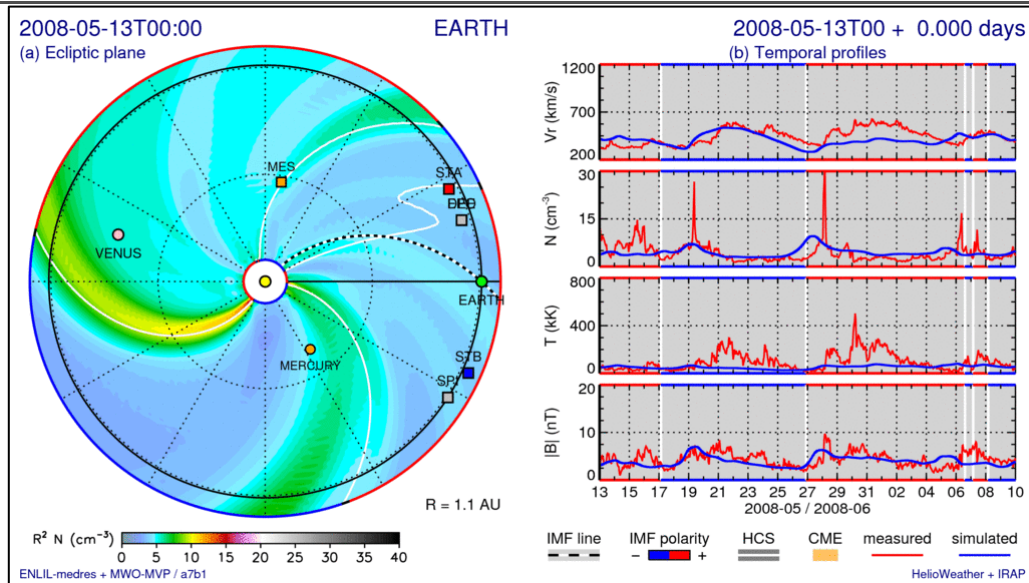 2008-05-13T00:00 EARTH
(a) Ecliptic plane
MES
STA
VENUS
EARTH
MERCURY
STB
R = 1.1 AU
R² N (cm⁻³)
0 5 10 15 20 25 30 35 40
ENLIL-medres + MWO-MVP / a7b1
2008-05-13T00 + 0.000 days
(b) Temporal profiles
Vr (km/s)
1200
700
200
N (cm⁻³)
30
15
0
T (kK)
800
400
0
|B| (nT)
20
10
0
13 15 17 19 21 23 25 27 29 31 02 04 06 08 10
2008-05 / 2008-06
IMF line IMF polarity HCS CME measured simulated
− +
HelioWeather + IRAP